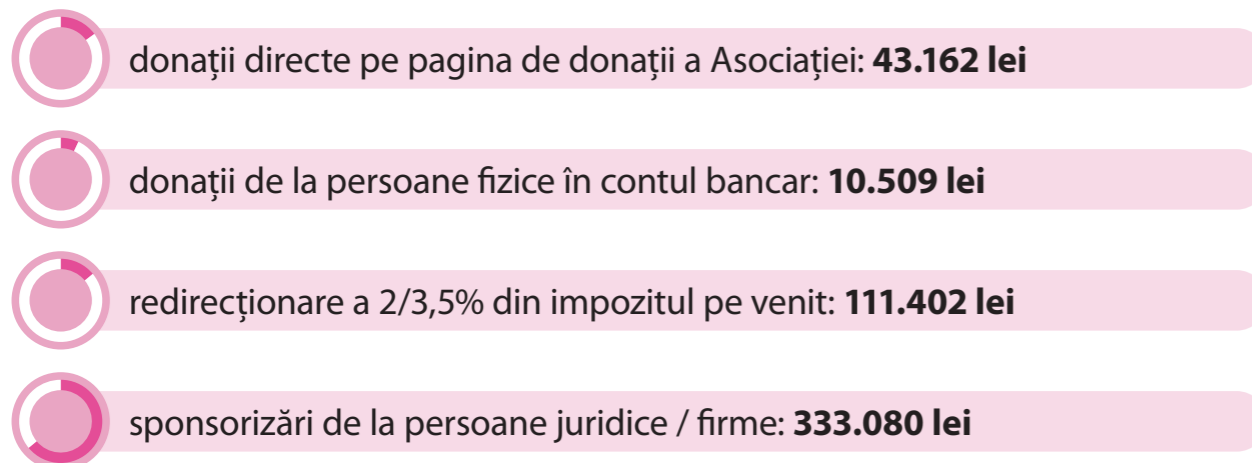 donații directe pe pagina de donații a Asociației: 43.162 lei
donații de la persoane fizice în contul bancar: 10.509 lei
redirecționare a 2/3,5% din impozitul pe venit: 111.402 lei
sponsorizări de la persoane juridice / firme: 333.080 lei